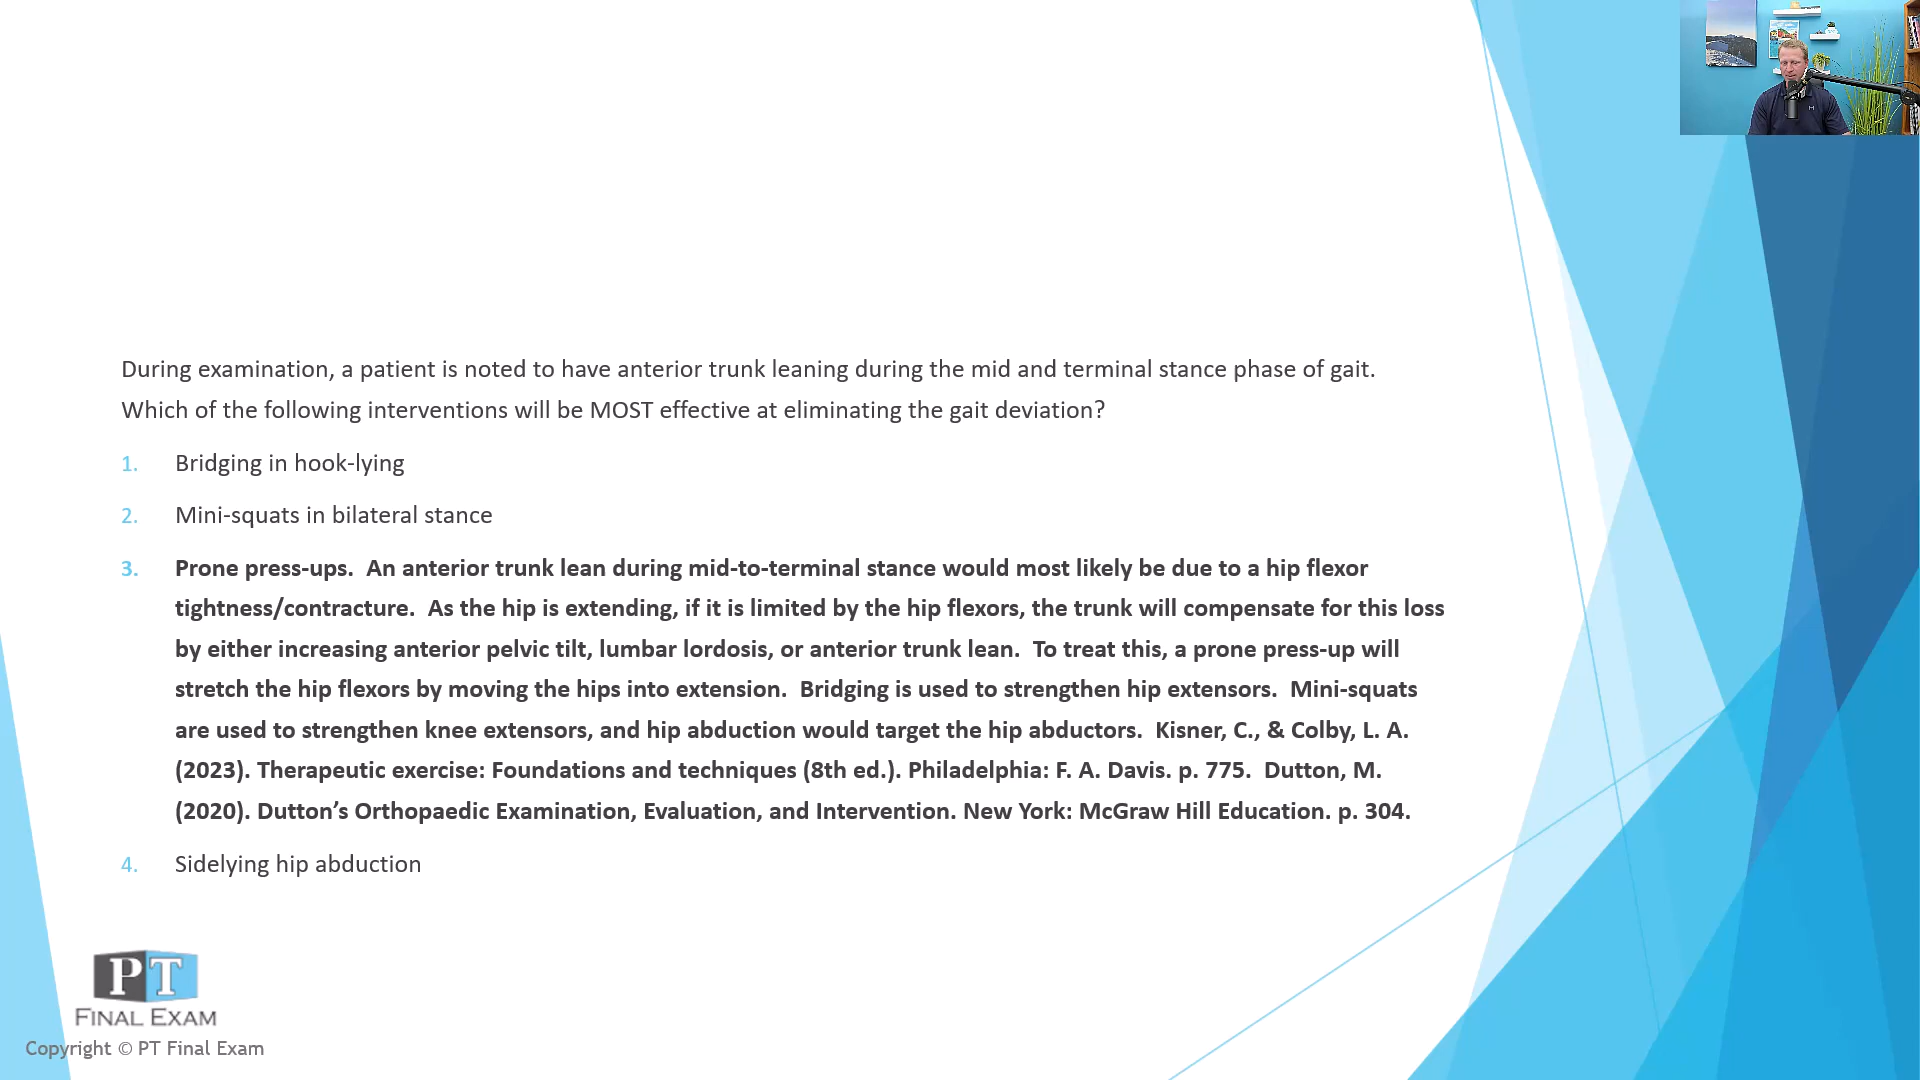 During examination, a patient is noted to have anterior trunk leaning during the mid and terminal stance phase of gait.
Which of the following interventions will be MOST effective at eliminating the gait deviation?
1. Bridging in hook-lying
2. Mini-squats in bilateral stance
3. Prone press-ups.  An anterior trunk lean during mid-to-terminal stance would most likely be due to a hip flexor
tightness/contracture.  As the hip is extending, if it is limited by the hip flexors, the trunk will compensate for this loss
by either increasing anterior pelvic tilt, lumbar lordosis, or anterior trunk lean.  To treat this, a prone press-up will
stretch the hip flexors by moving the hips into extension.  Bridging is used to strengthen hip extensors.  Mini-squats
are used to strengthen knee extensors, and hip abduction would target the hip abductors.  Kisner, C., & Colby, L. A.
(2023). Therapeutic exercise: Foundations and techniques (8th ed.). Philadelphia: F. A. Davis. p. 775.  Dutton, M.
(2020). Dutton’s Orthopaedic Examination, Evaluation, and Intervention. New York: McGraw Hill Education. p. 304.
4. Sidelying hip abduction
PT
FINAL EXAM
Copyright © PT Final Exam